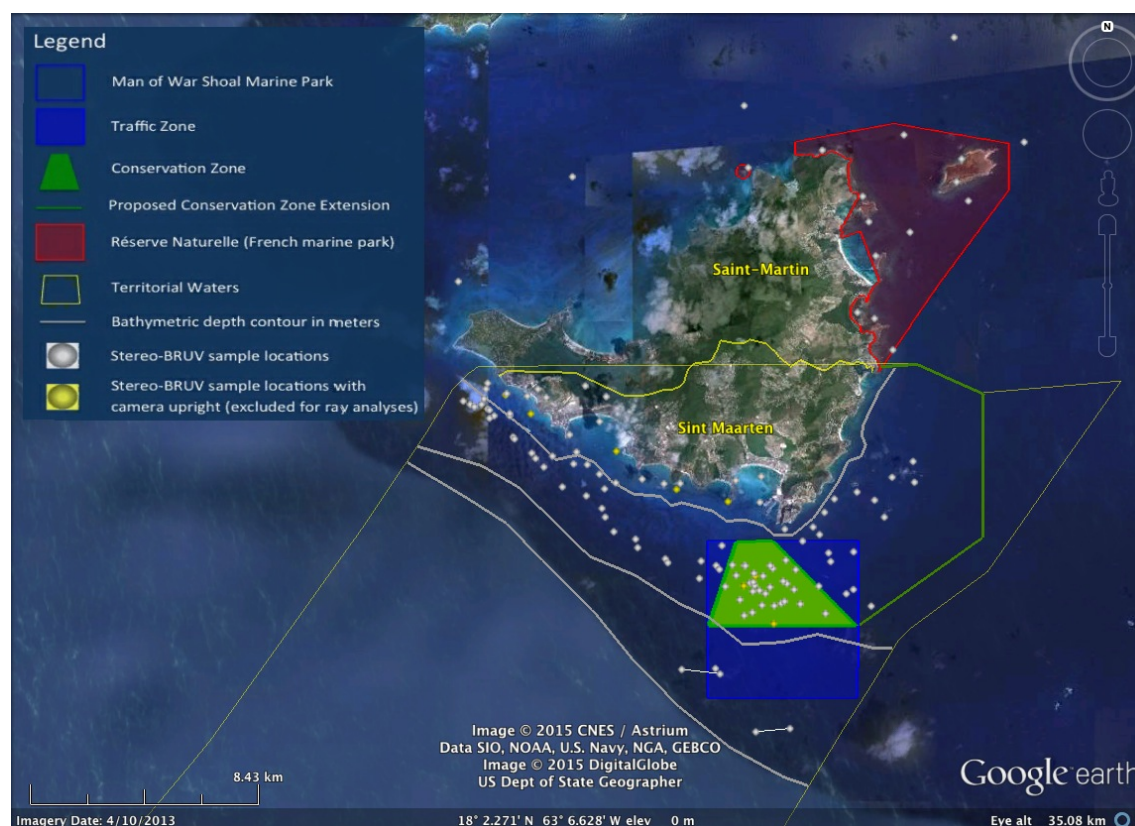 Legend
Man of War Shoal Marine Park
Traffic Zone
Conservation Zone
Proposed Conservation Zone Extension
Réserve Naturelle (French marine park)
Territorial Waters
Bathymetric depth contour in meters
Stereo-BRUV sample locations
Stereo-BRUV sample locations with
camera upright (excluded for ray analyses)
N
Saint-Martin
Sint Maarten
Image © 2015 CNES / Astrium
Data SIO, NOAA, U.S. Navy, NGA, GEBCO
Image © 2015 DigitalGlobe
US Dept of State Geographer
8.43 km
Google earth
Imagery Date: 4/10/2013
18° 2.271' N 63° 6.628' W elev 0 m
Eye alt 35.08 km